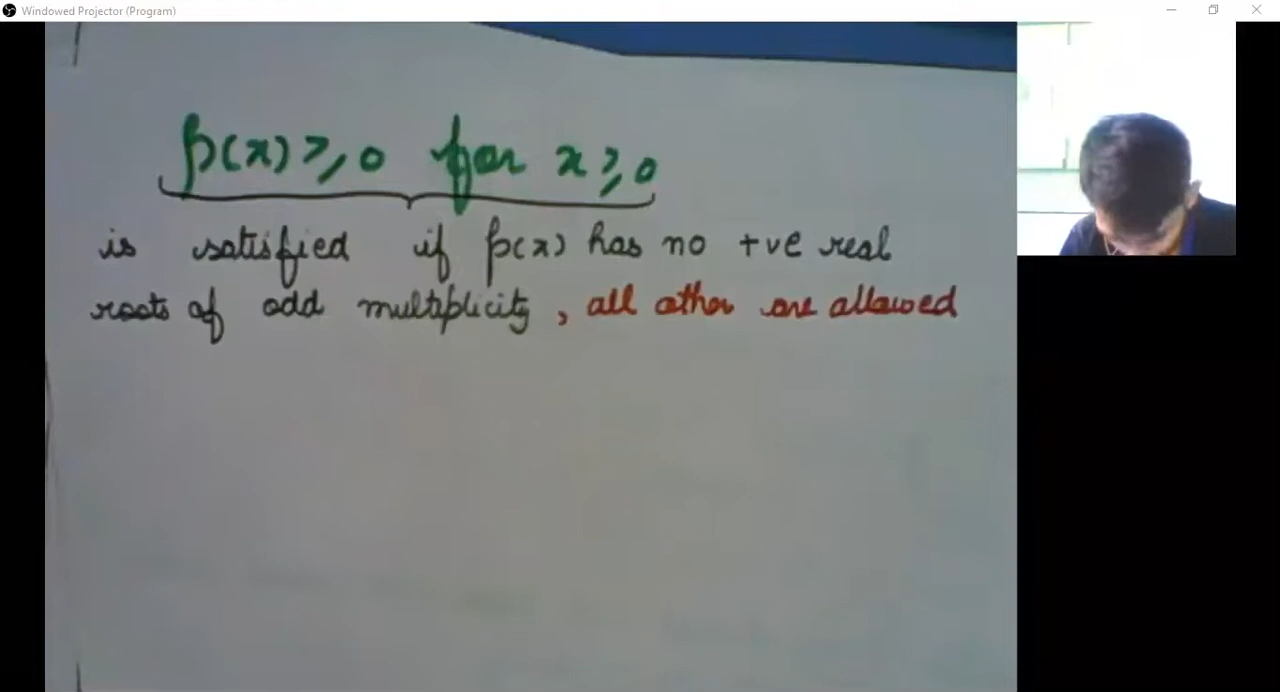 Windowed Projector (Program)
p(x) ≥ 0 for x ≥ 0
is satisfied if p(x) has no +ve real
roots of odd multiplicity, all other are allowed